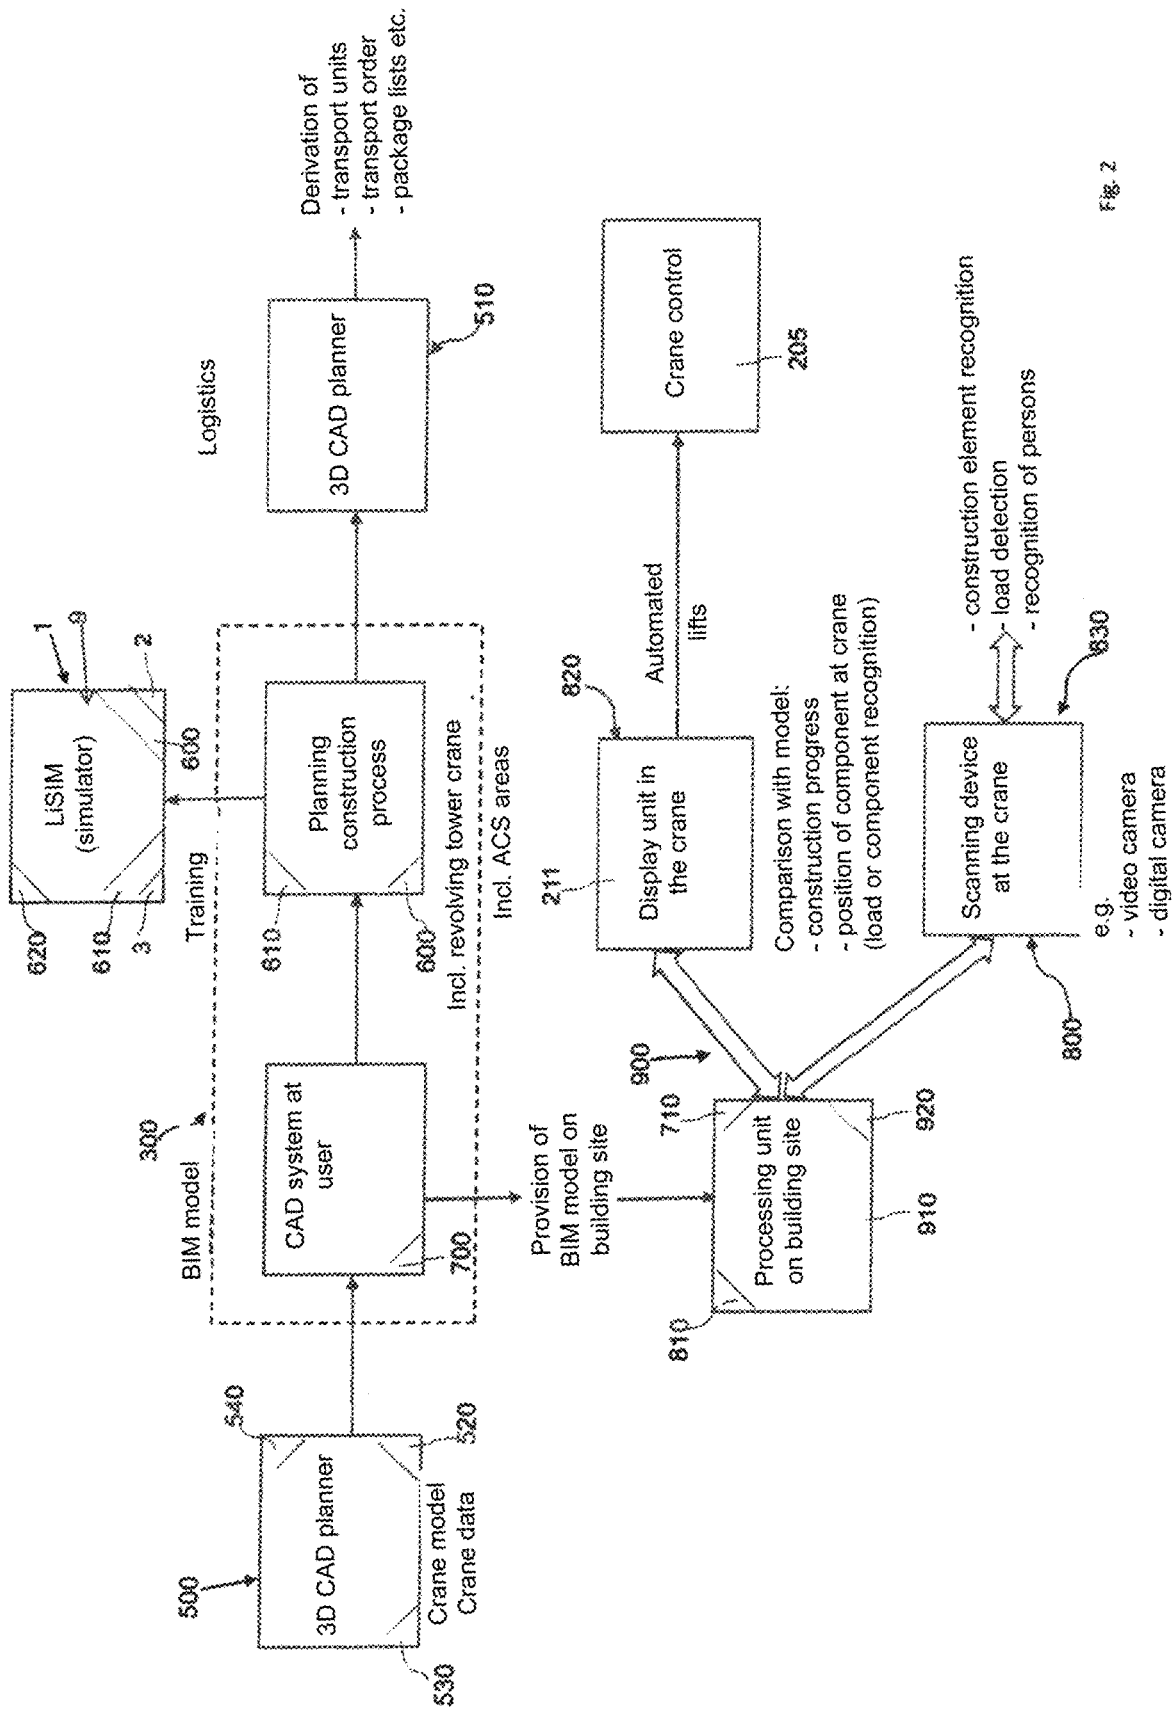 1
9
LiSIM
(simulator)
2
600
620
610
3
Training
Logistics
BIM model
300
500
540
3D CAD planner
520
530
Crane model
Crane data
CAD system at
user
700
Planning
construction
process
610
600
Incl. revolving tower crane
Incl. ACS areas
3D CAD planner
510
Derivation of
- transport units
- transport order
- package lists etc.
Provision of
BIM model on
building site
810
710
Processing unit
on building site
920
910
900
211
Display unit in
the crane
820
Automated
lifts
Crane control
205
Comparison with model:
- construction progress
- position of component at crane
(load or component recognition)
Scanning device
at the crane
800
830
e.g.
- video camera
- digital camera
- construction element recognition
- load detection
- recognition of persons
Fig. 2